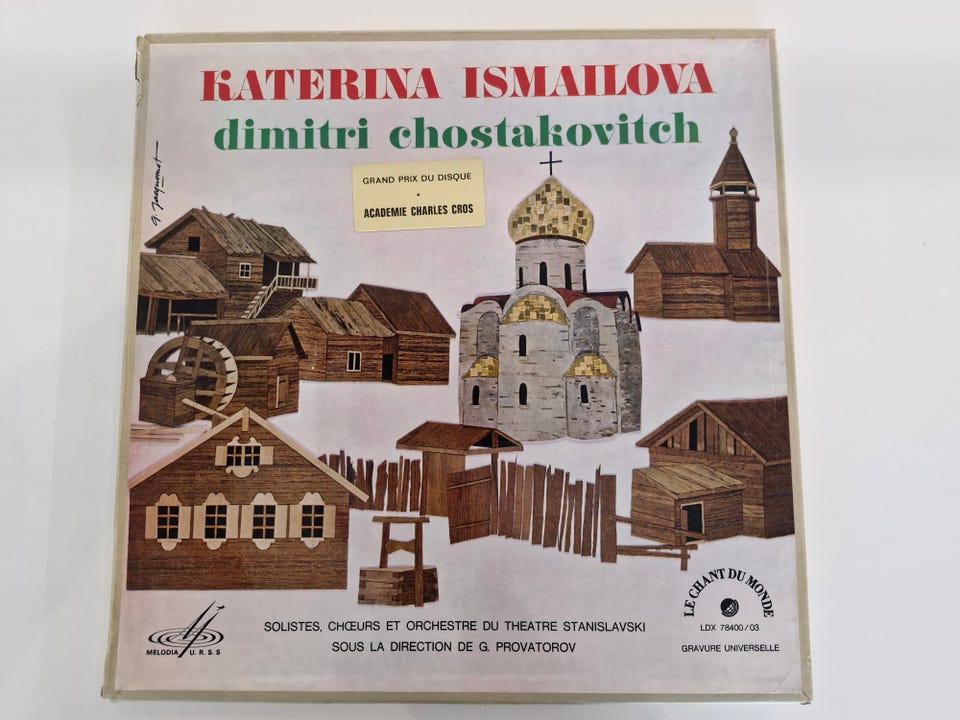 KATERINA ISMAILOVA
dimitri chostakovitch
GRAND PRIX DU DISQUE
ACADEMIE CHARLES CROS
G. Jacquemot
LE CHANT DU MONDE
LDX 78400/03
GRAVURE UNIVERSELLE
MELODIA U.R.S.S
SOLISTES, CHŒURS ET ORCHESTRE DU THEATRE STANISLAVSKI
SOUS LA DIRECTION DE G. PROVATOROV